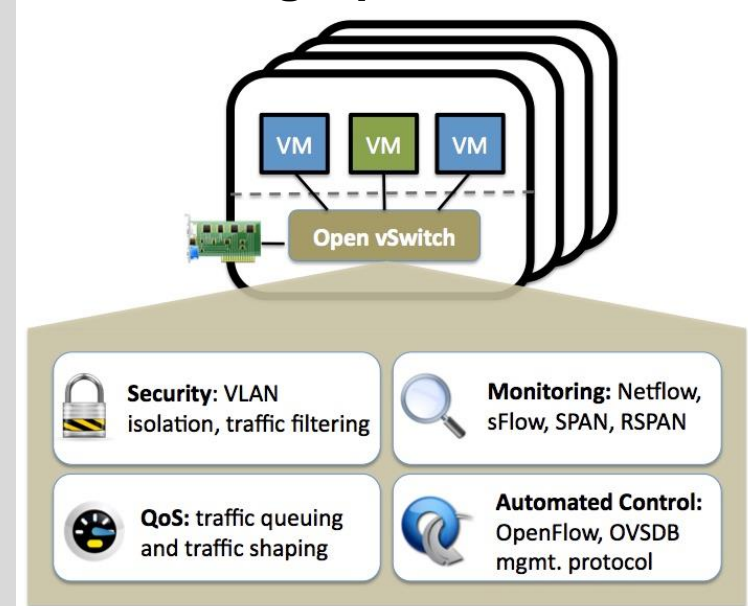 VM
VM
VM
Open vSwitch
Security: VLAN
isolation, traffic filtering
Monitoring: Netflow,
sFlow, SPAN, RSPAN
QoS: traffic queuing
and traffic shaping
Automated Control:
OpenFlow, OVSDB
mgmt. protocol